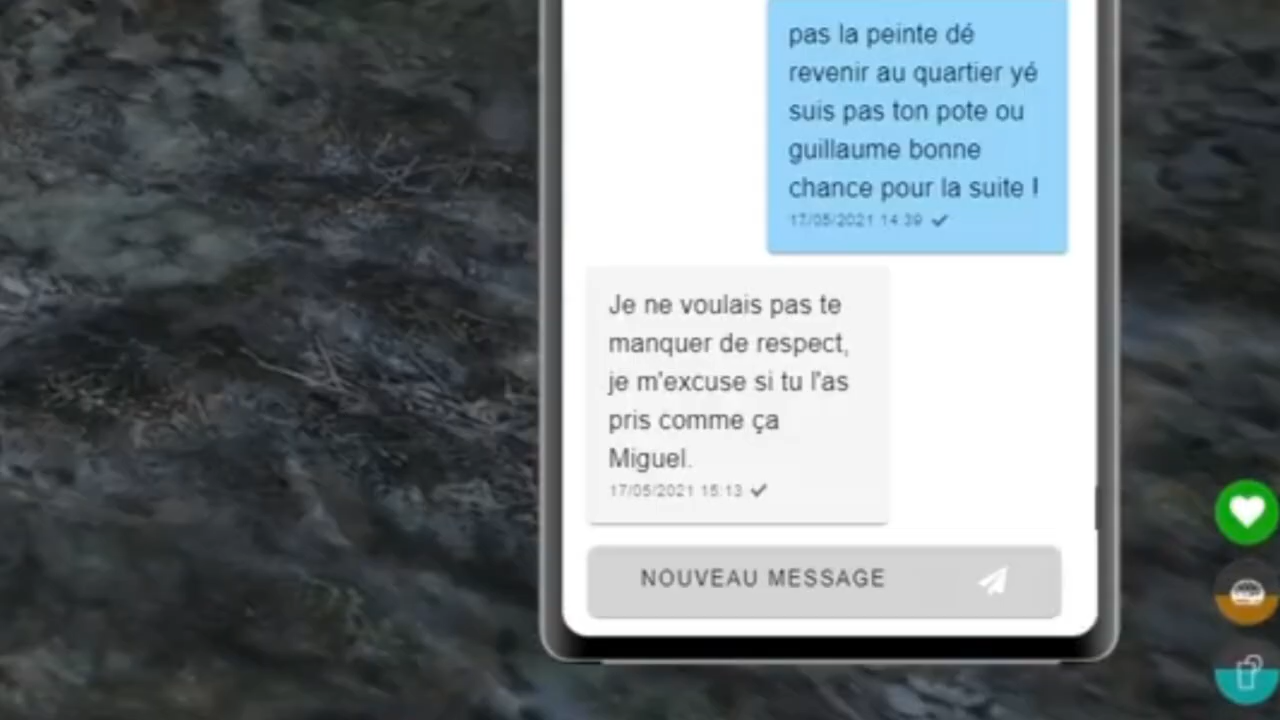 pas la peinte dé
revenir au quartier yé
suis pas ton pote ou
guillaume bonne
chance pour la suite !
17/05/2021 14:39
Je ne voulais pas te
manquer de respect,
je m'excuse si tu l'as
pris comme ça
Miguel.
17/05/2021 15:13
NOUVEAU MESSAGE